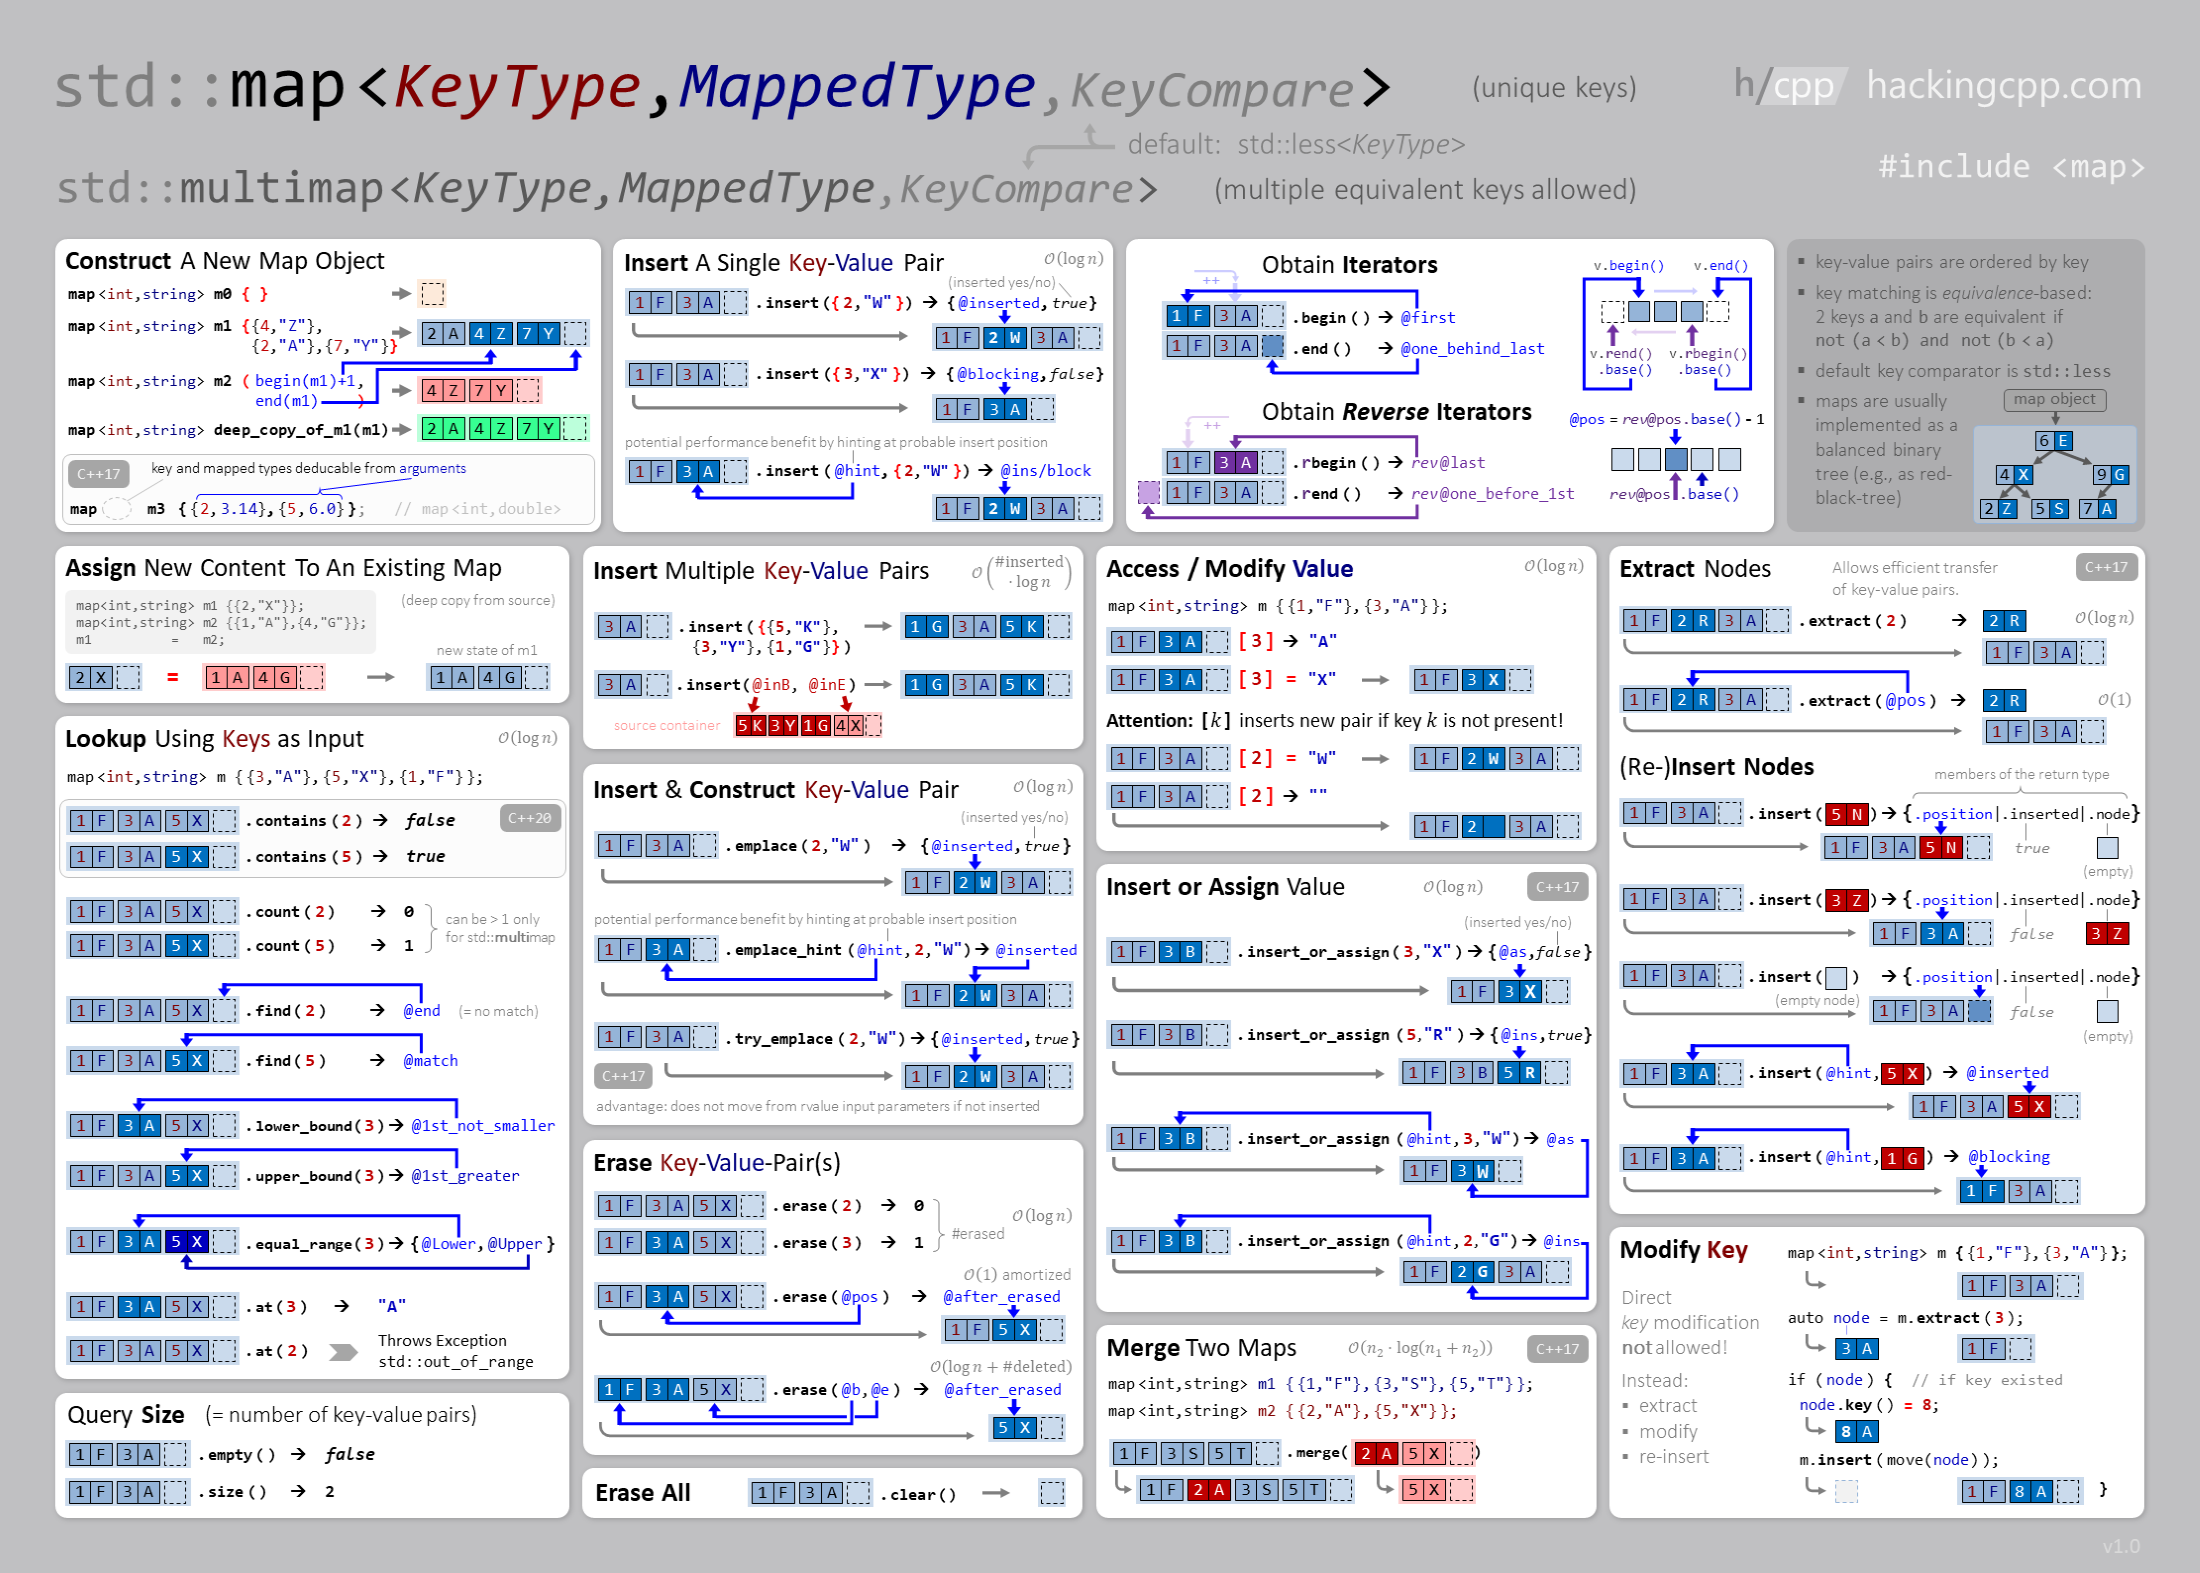 std::map<KeyType,MappedType,KeyCompare>
(unique keys)
h/cpp hackingcpp.com
default: std::less<KeyType>
#include <map>
std::multimap<KeyType,MappedType,KeyCompare>
(multiple equivalent keys allowed)
Construct A New Map Object
map<int,string> m0 { }
map<int,string> m1 {{4,"Z"},
{2,"A"},{7,"Y"}}
2 A 4 Z 7 Y
map<int,string> m2 ( begin(m1)+1,
end(m1) )
4 Z 7 Y
map<int,string> deep_copy_of_m1(m1)
2 A 4 Z 7 Y
C++17
key and mapped types deducable from arguments
map m3 {{2,3.14},{5,6.0}}; // map<int,double>
Insert A Single Key-Value Pair
O(log n)
(inserted yes/no)
1 F 3 A .insert({2,"W"}) → {@inserted,true}
1 F 2 W 3 A
1 F 3 A .insert({3,"X"}) → {@blocking,false}
1 F 3 A
potential performance benefit by hinting at probable insert position
1 F 3 A .insert(@hint,{2,"W"}) → @ins/block
1 F 2 W 3 A
Obtain Iterators
++
1 F 3 A .begin() → @first
1 F 3 A .end() → @one_behind_last
Obtain Reverse Iterators
++
1 F 3 A .rbegin() → rev@last
1 F 3 A .rend() → rev@one_before_1st
v.begin() v.end()
v.rend() v.rbegin()
.base() .base()
@pos = rev@pos.base() - 1
rev@pos .base()
▪ key-value pairs are ordered by key
▪ key matching is equivalence-based:
2 keys a and b are equivalent if
not (a < b) and not (b < a)
▪ default key comparator is std::less
▪ maps are usually
implemented as a
balanced binary
tree (e.g., as red-
black-tree)
map object
6 E
4 X 9 G
2 Z 5 S 7 A
Assign New Content To An Existing Map
map<int,string> m1 {{2,"X"}};
map<int,string> m2 {{1,"A"},{4,"G"}};
m1 = m2;
(deep copy from source)
new state of m1
2 X = 1 A 4 G 1 A 4 G
Lookup Using Keys as Input
O(log n)
map<int,string> m {{3,"A"},{5,"X"},{1,"F"}};
1 F 3 A 5 X .contains(2) → false
C++20
1 F 3 A 5 X .contains(5) → true
1 F 3 A 5 X .count(2) → 0
1 F 3 A 5 X .count(5) → 1
can be > 1 only
for std::multimap
1 F 3 A 5 X .find(2) → @end (= no match)
1 F 3 A 5 X .find(5) → @match
1 F 3 A 5 X .lower_bound(3) → @1st_not_smaller
1 F 3 A 5 X .upper_bound(3) → @1st_greater
1 F 3 A 5 X .equal_range(3) → {@Lower,@Upper}
1 F 3 A 5 X .at(3) → "A"
1 F 3 A 5 X .at(2)
Throws Exception
std::out_of_range
Query Size (= number of key-value pairs)
1 F 3 A .empty() → false
1 F 3 A .size() → 2
Insert Multiple Key-Value Pairs
O(#inserted · log n)
3 A .insert({{5,"K"},
{3,"Y"},{1,"G"}})
1 G 3 A 5 K
3 A .insert(@inB, @inE)
1 G 3 A 5 K
source container 5 K 3 Y 1 G 4 X
Insert & Construct Key-Value Pair
O(log n)
(inserted yes/no)
1 F 3 A .emplace(2,"W") → {@inserted,true}
1 F 2 W 3 A
potential performance benefit by hinting at probable insert position
1 F 3 A .emplace_hint(@hint,2,"W") → @inserted
1 F 2 W 3 A
1 F 3 A .try_emplace(2,"W") → {@inserted,true}
C++17
1 F 2 W 3 A
advantage: does not move from rvalue input parameters if not inserted
Erase Key-Value-Pair(s)
1 F 3 A 5 X .erase(2) → 0
1 F 3 A 5 X .erase(3) → 1
#erased
O(log n)
O(1) amortized
1 F 3 A 5 X .erase(@pos) → @after_erased
1 F 5 X
O(log n + #deleted)
1 F 3 A 5 X .erase(@b,@e) → @after_erased
5 X
Erase All
1 F 3 A .clear()
Access / Modify Value
O(log n)
map<int,string> m {{1,"F"},{3,"A"}};
1 F 3 A [3] → "A"
1 F 3 A [3] = "X" 1 F 3 X
Attention: [k] inserts new pair if key k is not present!
1 F 3 A [2] = "W" 1 F 2 W 3 A
1 F 3 A [2] → ""
1 F 2 3 A
Insert or Assign Value
O(log n)
C++17
(inserted yes/no)
1 F 3 B .insert_or_assign(3,"X") → {@as,false}
1 F 3 X
1 F 3 B .insert_or_assign(5,"R") → {@ins,true}
1 F 3 B 5 R
1 F 3 B .insert_or_assign(@hint,3,"W") → @as
1 F 3 W
1 F 3 B .insert_or_assign(@hint,2,"G") → @ins
1 F 2 G 3 A
Merge Two Maps
O(n₂ · log(n₁ + n₂))
C++17
map<int,string> m1 {{1,"F"},{3,"S"},{5,"T"}};
map<int,string> m2 {{2,"A"},{5,"X"}};
1 F 3 S 5 T .merge( 2 A 5 X )
1 F 2 A 3 S 5 T 5 X
Extract Nodes
Allows efficient transfer
of key-value pairs.
C++17
1 F 2 R 3 A .extract(2) → 2 R
O(log n)
1 F 3 A
1 F 2 R 3 A .extract(@pos) → 2 R
O(1)
1 F 3 A
(Re-)Insert Nodes
members of the return type
1 F 3 A .insert( 5 N ) → {.position|.inserted|.node}
1 F 3 A 5 N true
(empty)
1 F 3 A .insert( 3 Z ) → {.position|.inserted|.node}
1 F 3 A false 3 Z
1 F 3 A .insert( ) → {.position|.inserted|.node}
(empty node)
1 F 3 A false
(empty)
1 F 3 A .insert(@hint, 5 X ) → @inserted
1 F 3 A 5 X
1 F 3 A .insert(@hint, 1 G ) → @blocking
1 F 3 A
Modify Key
Direct
key modification
not allowed!
Instead:
▪ extract
▪ modify
▪ re-insert
map<int,string> m {{1,"F"},{3,"A"}};
1 F 3 A
auto node = m.extract(3);
3 A 1 F
if (node) { // if key existed
node.key() = 8;
8 A
m.insert(move(node));
1 F 8 A }
v1.0